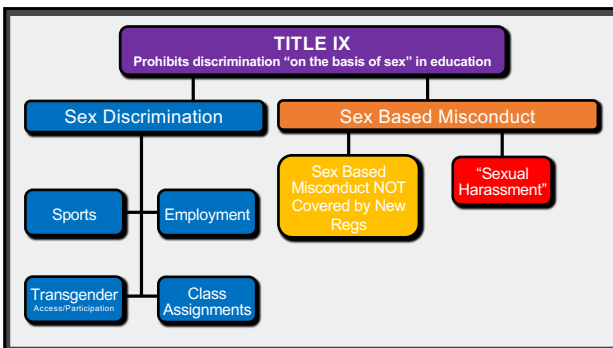 TITLE IX
Prohibits discrimination “on the basis of sex” in education
Sex Discrimination
Sex Based Misconduct
Sex Based
Misconduct NOT
Covered by New
Regs
“Sexual
Harassment”
Sports
Employment
Transgender
Access/Participation
Class
Assignments